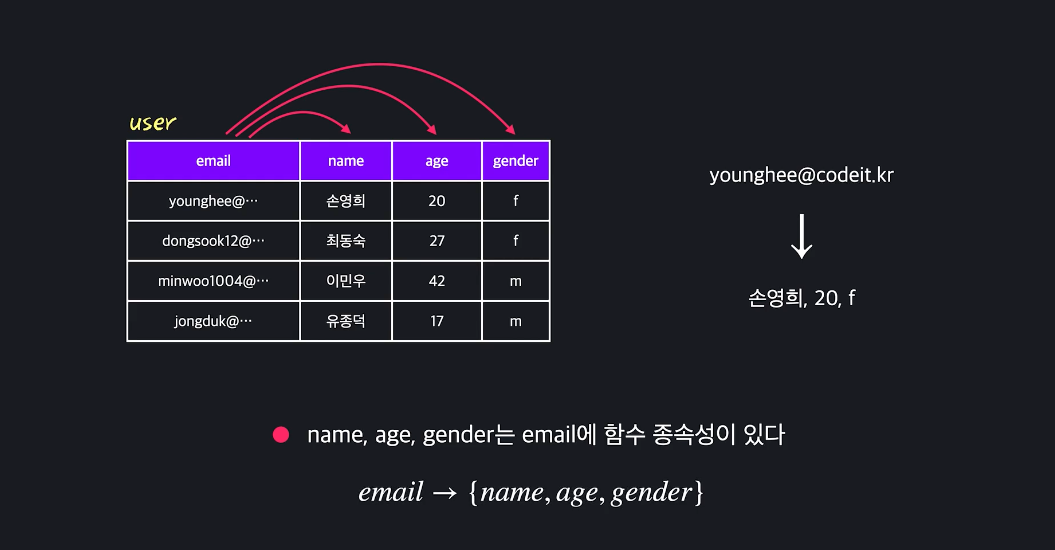 user
email name age gender
younghee@⋯ 손영희 20 f
dongsook12@⋯ 최동숙 27 f
minwoo1004@⋯ 이민우 42 m
jongduk@⋯ 유종덕 17 m
younghee@codeit.kr
↓
손영희, 20, f
● name, age, gender는 email에 함수 종속성이 있다
email → {name, age, gender}